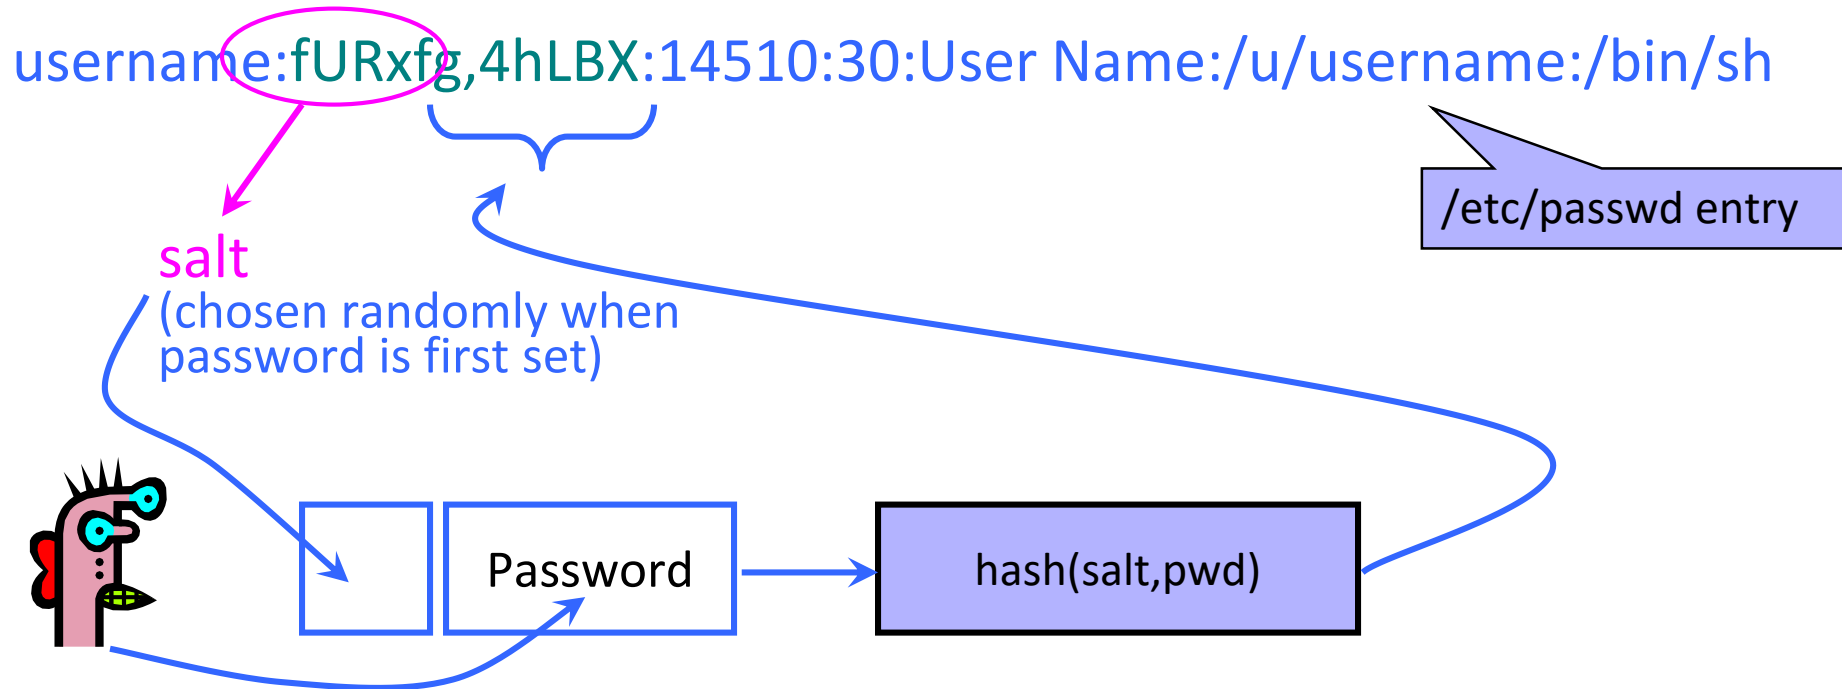 username:fURxfg,4hLBX:14510:30:User Name:/u/username:/bin/sh
/etc/passwd entry
salt
(chosen randomly when
password is first set)
Password
hash(salt,pwd)